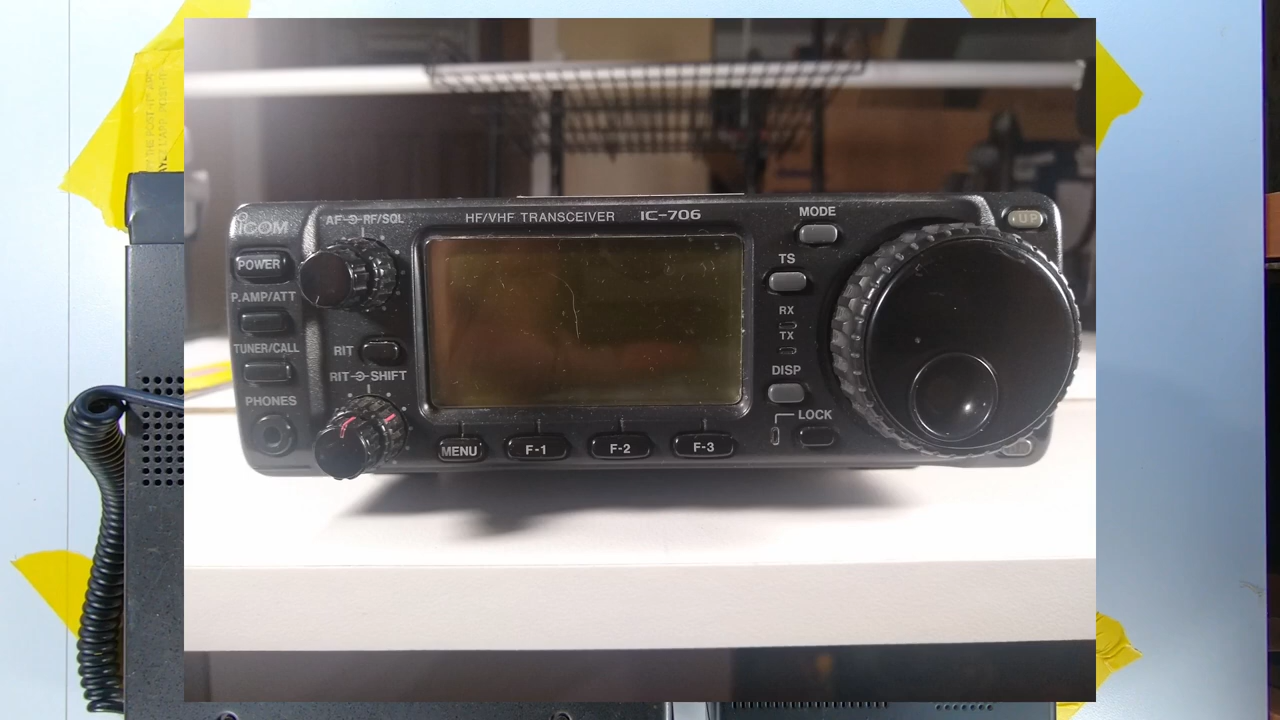 ICOM
AF RF/SQL
HF/VHF TRANSCEIVER IC-706
MODE
UP
POWER
TS
P.AMP/ATT
RX
TX
TUNER/CALL
RIT
DISP
RIT SHIFT
PHONES
LOCK
MENU
F-1
F-2
F-3